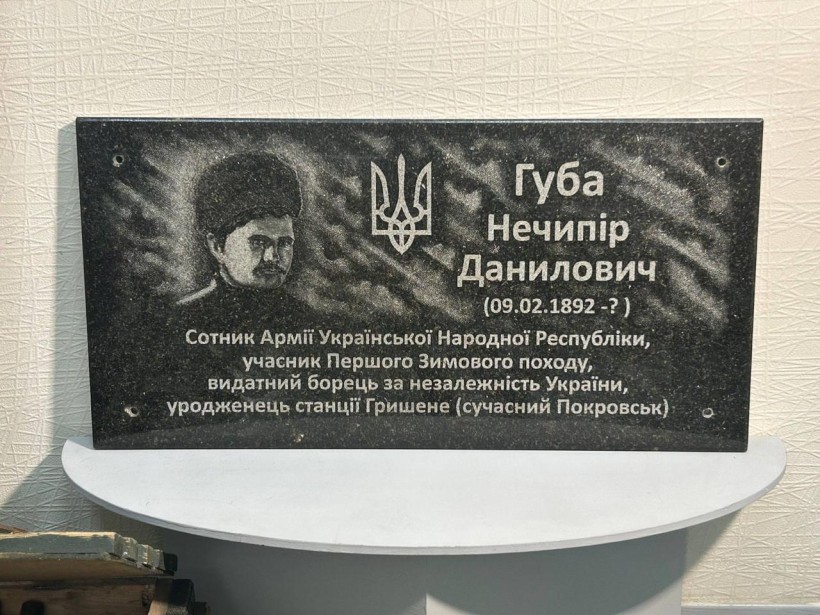 Губа
Нечипір
Данилович
(09.02.1892 -? )
Сотник Армії Української Народної Республіки,
учасник Першого Зимового походу,
видатний борець за незалежність України,
уродженець станції Гришене (сучасний Покровськ)